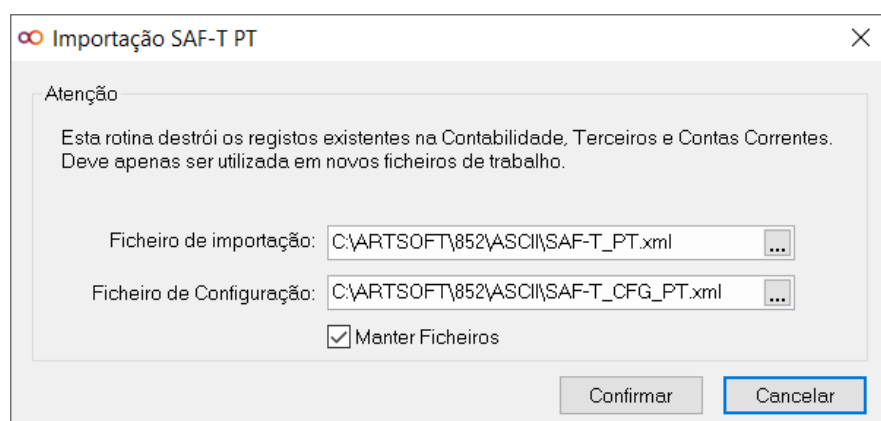 Importação SAF-T PT
Atenção
Esta rotina destrói os registos existentes na Contabilidade, Terceiros e Contas Correntes.
Deve apenas ser utilizada em novos ficheiros de trabalho.
Ficheiro de importação: C:\ARTSOFT\852\ASCII\SAF-T_PT.xml ...
Ficheiro de Configuração: C:\ARTSOFT\852\ASCII\SAF-T_CFG_PT.xml ...
Manter Ficheiros
Confirmar Cancelar